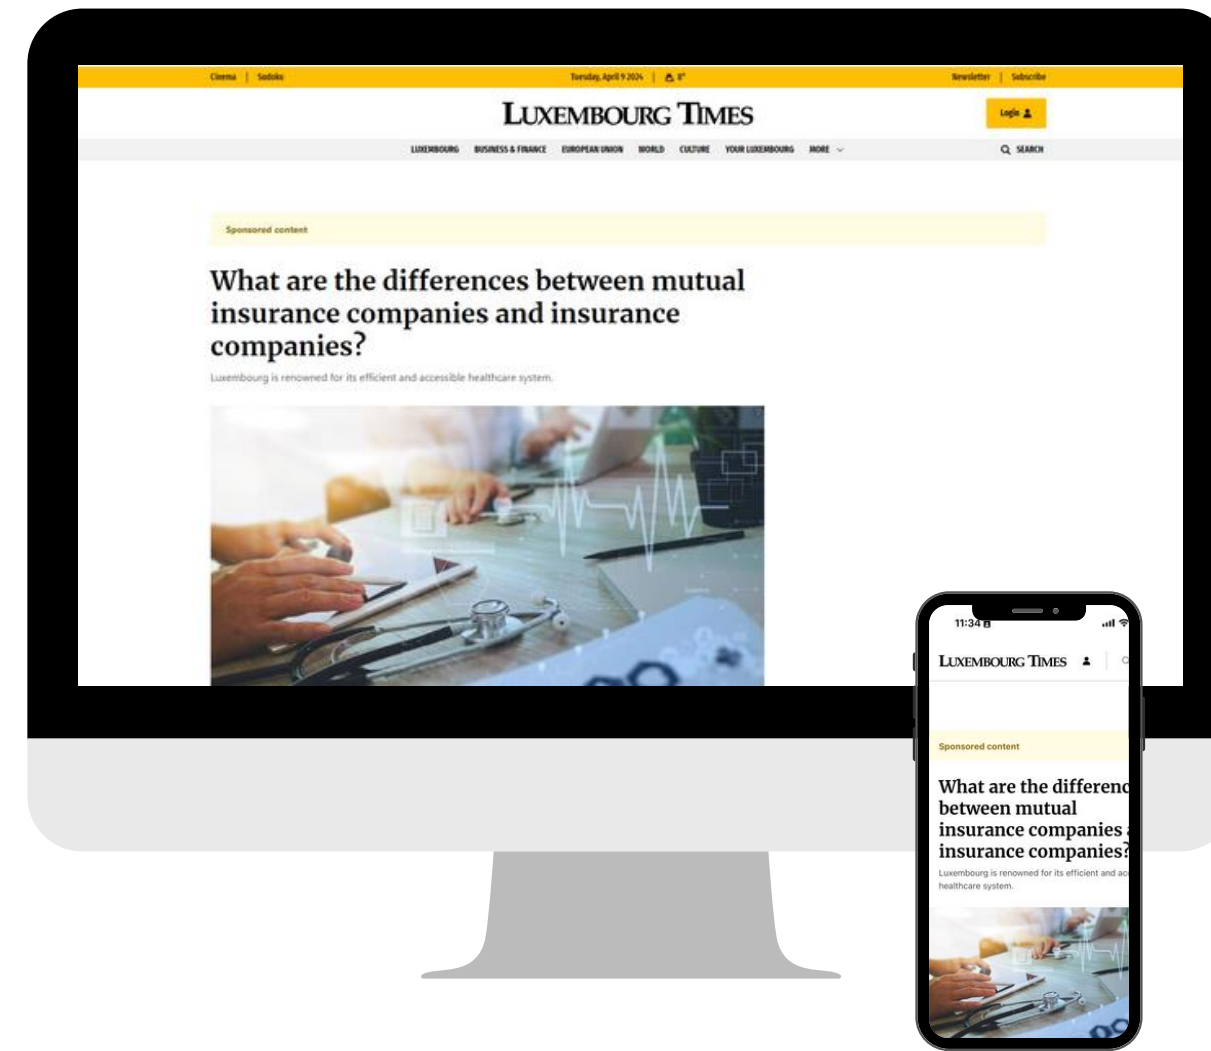 Cinema | Sudoku
Tuesday, April 9 2024 | 8°
Newsletter | Subscribe
LUXEMBOURG TIMES
Login
LUXEMBOURG BUSINESS & FINANCE EUROPEAN UNION WORLD CULTURE YOUR LUXEMBOURG MORE
SEARCH
Sponsored content
What are the differences between mutual
insurance companies and insurance
companies?
Luxembourg is renowned for its efficient and accessible healthcare system.
11:34
LUXEMBOURG TIMES
Sponsored content
What are the differenc
between mutual
insurance companies a
insurance companies?
Luxembourg is renowned for its efficient and acc
healthcare system.